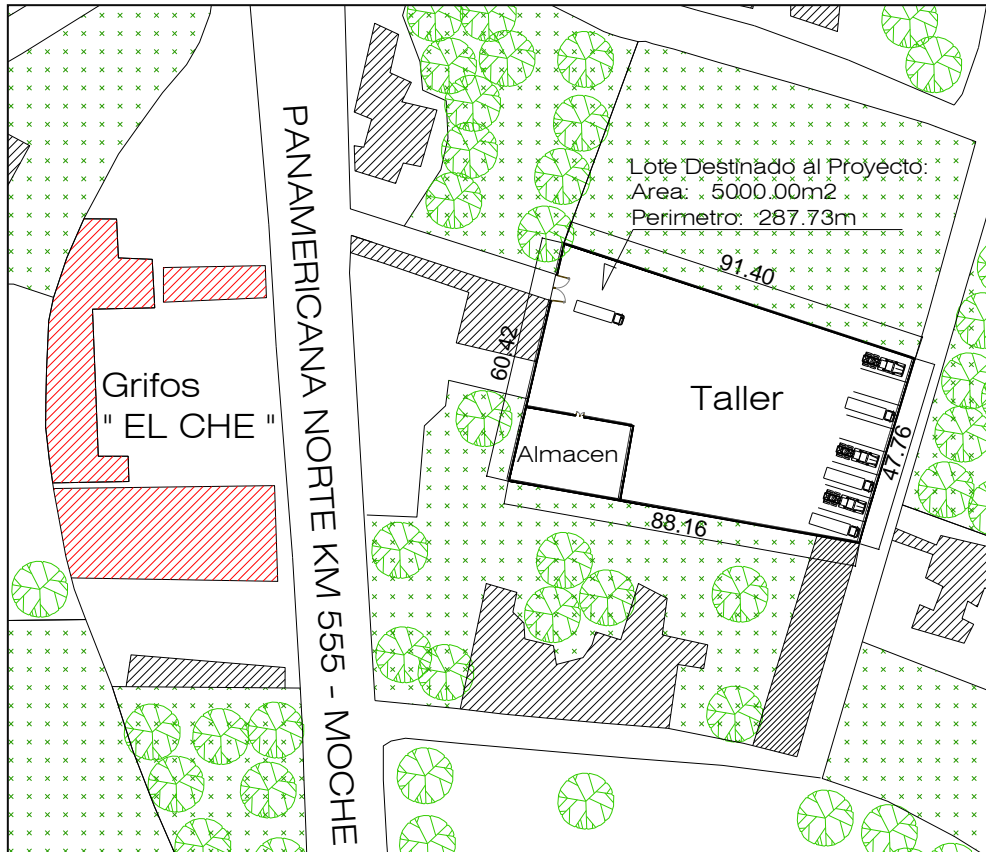 PANAMERICANA NORTE KM 555 - MOCHE
Lote Destinado al Proyecto:
Area: 5000.00m2
Perimetro: 287.73m
91.40
60.42
Grifos
" EL CHE "
Taller
Almacen
47.76
88.16